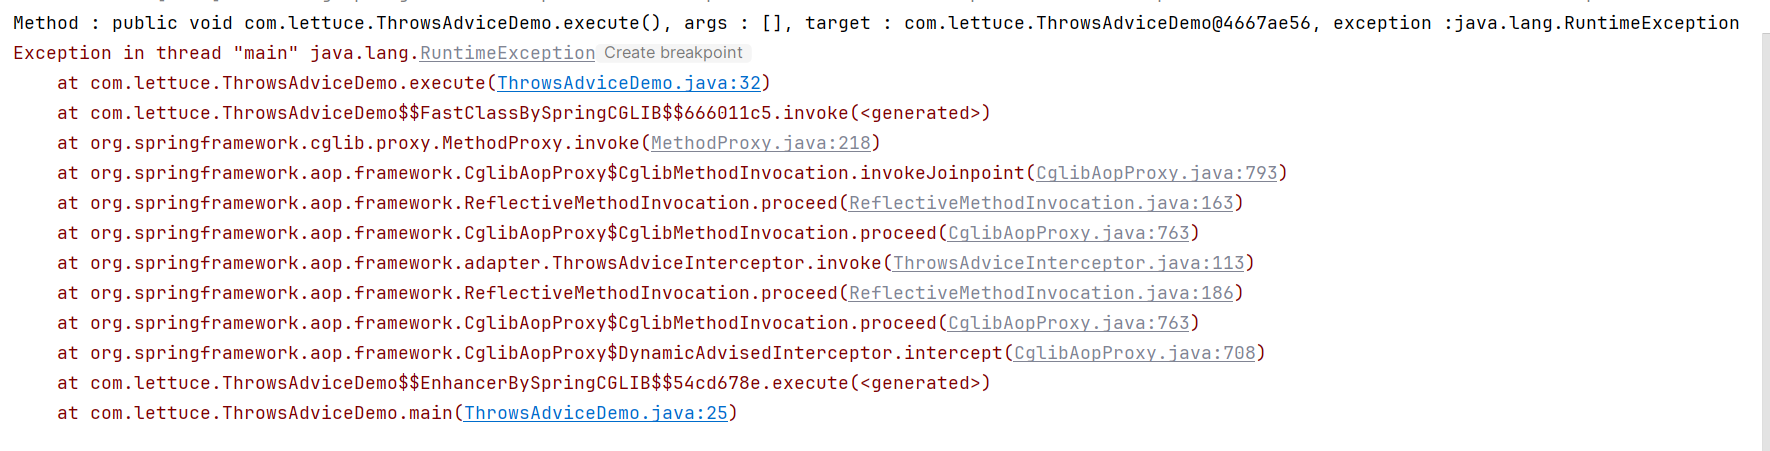 Method : public void com.lettuce.ThrowsAdviceDemo.execute(), args : [], target : com.lettuce.ThrowsAdviceDemo@4667ae56, exception :java.lang.RuntimeException
Exception in thread "main" java.lang.RuntimeException Create breakpoint
    at com.lettuce.ThrowsAdviceDemo.execute(ThrowsAdviceDemo.java:32)
    at com.lettuce.ThrowsAdviceDemo$$FastClassBySpringCGLIB$$666011c5.invoke(<generated>)
    at org.springframework.cglib.proxy.MethodProxy.invoke(MethodProxy.java:218)
    at org.springframework.aop.framework.CglibAopProxy$CglibMethodInvocation.invokeJoinpoint(CglibAopProxy.java:793)
    at org.springframework.aop.framework.ReflectiveMethodInvocation.proceed(ReflectiveMethodInvocation.java:163)
    at org.springframework.aop.framework.CglibAopProxy$CglibMethodInvocation.proceed(CglibAopProxy.java:763)
    at org.springframework.aop.framework.adapter.ThrowsAdviceInterceptor.invoke(ThrowsAdviceInterceptor.java:113)
    at org.springframework.aop.framework.ReflectiveMethodInvocation.proceed(ReflectiveMethodInvocation.java:186)
    at org.springframework.aop.framework.CglibAopProxy$CglibMethodInvocation.proceed(CglibAopProxy.java:763)
    at org.springframework.aop.framework.CglibAopProxy$DynamicAdvisedInterceptor.intercept(CglibAopProxy.java:708)
    at com.lettuce.ThrowsAdviceDemo$$EnhancerBySpringCGLIB$$54cd678e.execute(<generated>)
    at com.lettuce.ThrowsAdviceDemo.main(ThrowsAdviceDemo.java:25)